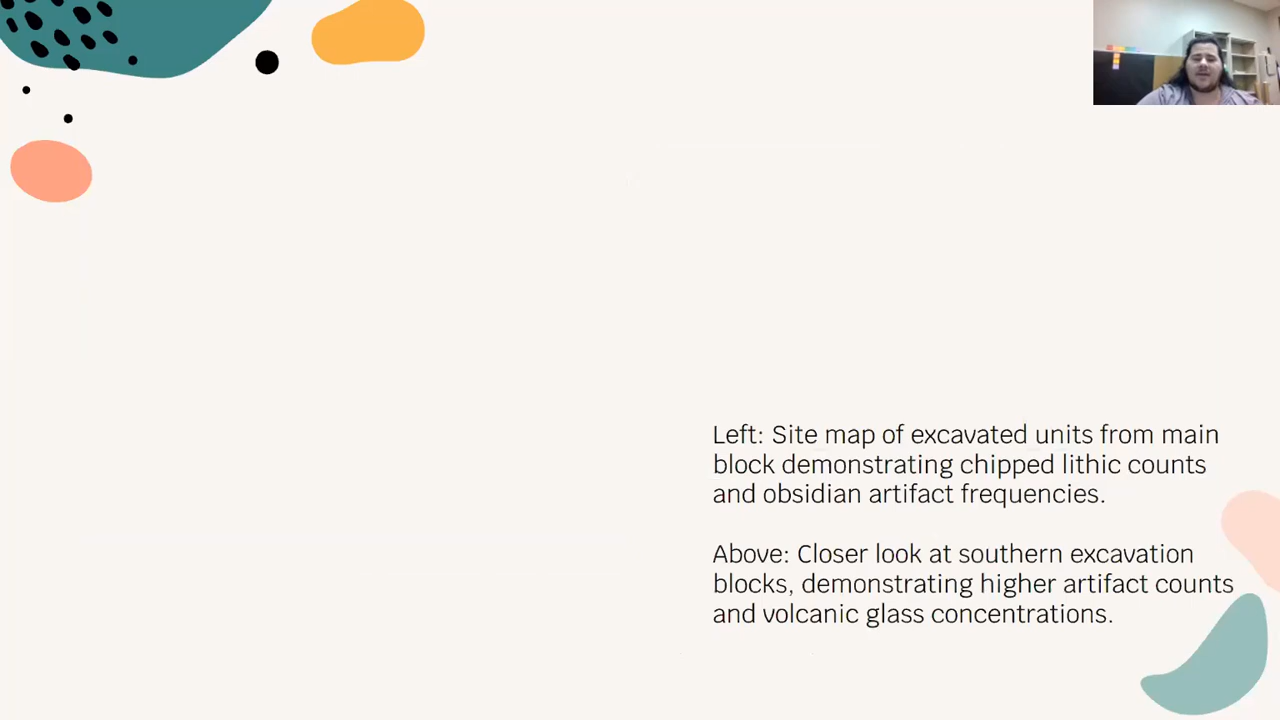 Left: Site map of excavated units from main
block demonstrating chipped lithic counts
and obsidian artifact frequencies.
Above: Closer look at southern excavation
blocks, demonstrating higher artifact counts
and volcanic glass concentrations.